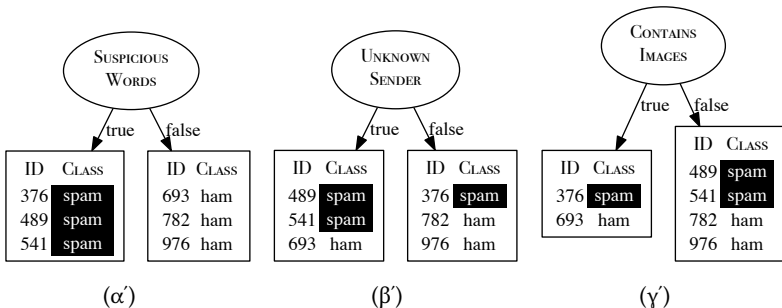 SUSPICIOUS
WORDS
true
false
ID CLASS
376 spam
489 spam
541 spam
ID CLASS
693 ham
782 ham
976 ham
(α′)
UNKNOWN
SENDER
true
false
ID CLASS
489 spam
541 spam
693 ham
ID CLASS
376 spam
782 ham
976 ham
(β′)
CONTAINS
IMAGES
true
false
ID CLASS
376 spam
693 ham
ID CLASS
489 spam
541 spam
782 ham
976 ham
(γ′)